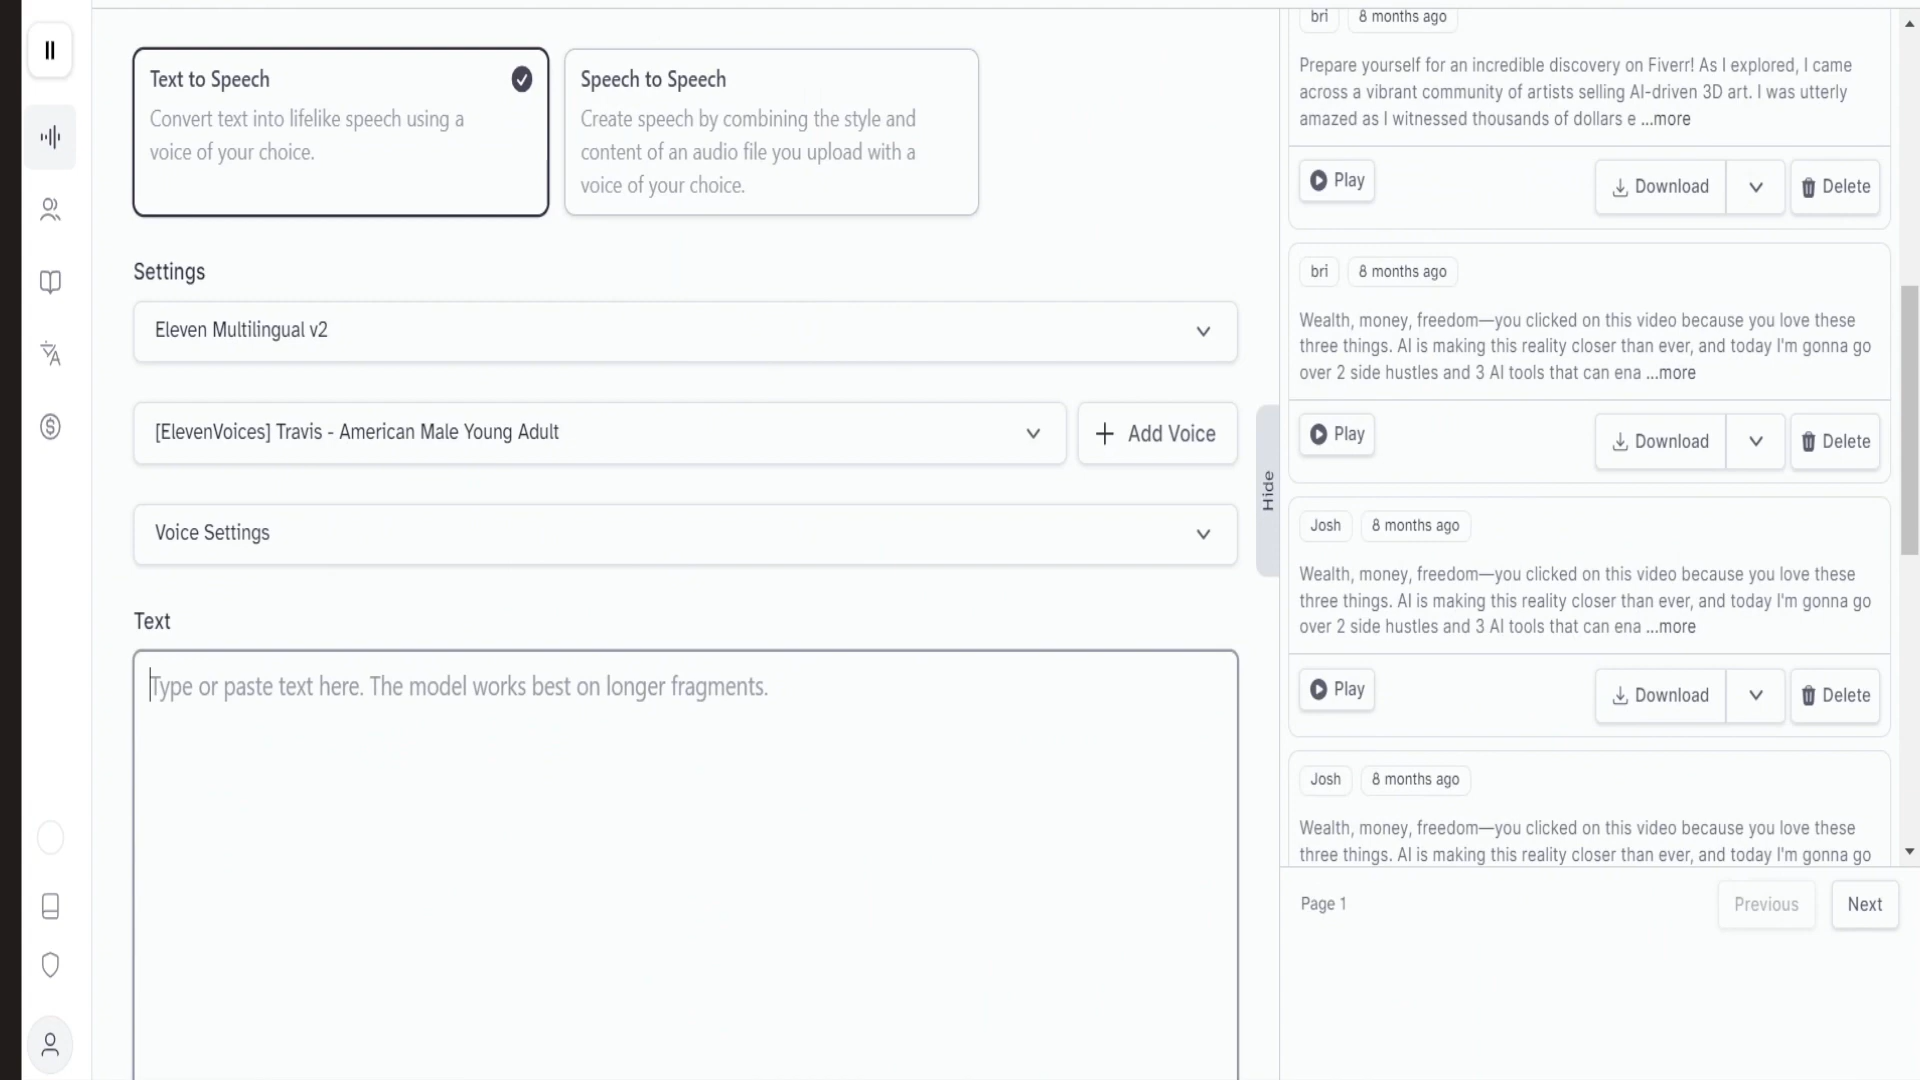 Text to Speech
Convert text into lifelike speech using a
voice of your choice.
Speech to Speech
Create speech by combining the style and
content of an audio file you upload with a
voice of your choice.
Settings
Eleven Multilingual v2
[ElevenVoices] Travis - American Male Young Adult
Add Voice
Voice Settings
Text
Type or paste text here. The model works best on longer fragments.
Hide
bri 8 months ago
Prepare yourself for an incredible discovery on Fiverr! As I explored, I came
across a vibrant community of artists selling AI-driven 3D art. I was utterly
amazed as I witnessed thousands of dollars e ...more
Play Download Delete
bri 8 months ago
Wealth, money, freedom—you clicked on this video because you love these
three things. AI is making this reality closer than ever, and today I'm gonna go
over 2 side hustles and 3 AI tools that can ena ...more
Play Download Delete
Josh 8 months ago
Wealth, money, freedom—you clicked on this video because you love these
three things. AI is making this reality closer than ever, and today I'm gonna go
over 2 side hustles and 3 AI tools that can ena ...more
Play Download Delete
Josh 8 months ago
Wealth, money, freedom—you clicked on this video because you love these
three things. AI is making this reality closer than ever, and today I'm gonna go
Page 1 Previous Next